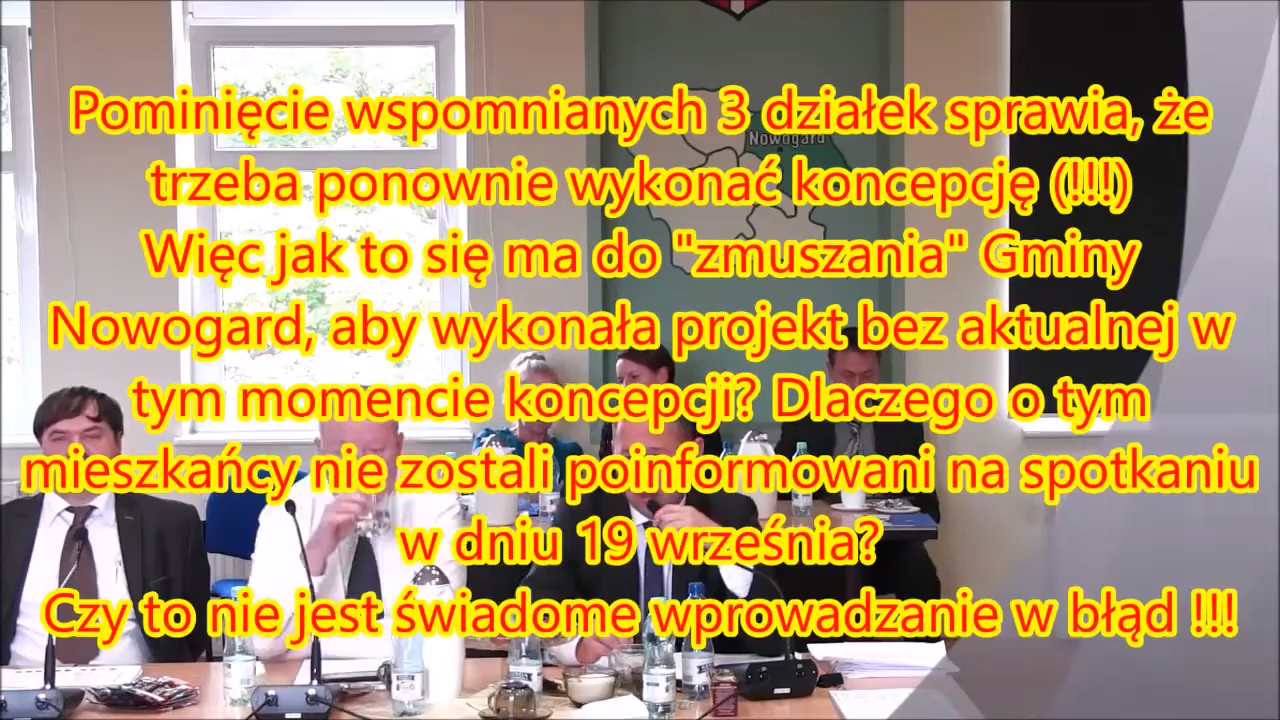 Pominięcie wspomnianych 3 działek sprawia, że
Nowogard
trzeba ponownie wykonać koncepcję (!!!)
Więc jak to się ma do "zmuszania" Gminy
Nowogard, aby wykonała projekt bez aktualnej w
tym momencie koncepcji? Dlaczego o tym
mieszkańcy nie zostali poinformowani na spotkaniu
w dniu 19 września?
Czy to nie jest świadome wprowadzanie w błąd !!!